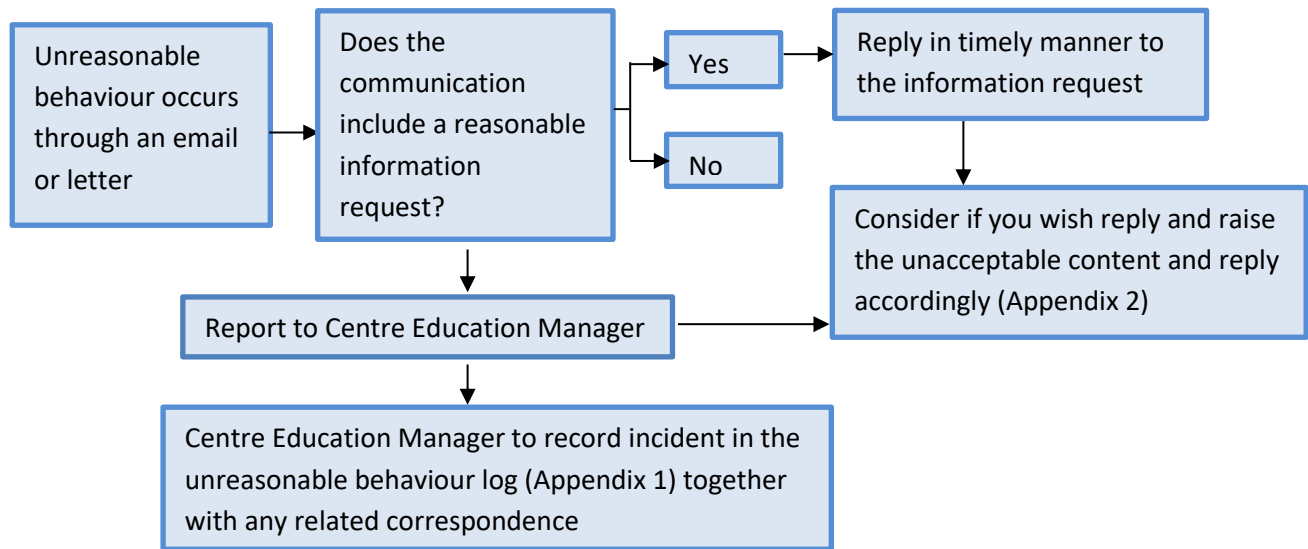 Unreasonable
behaviour occurs
through an email
or letter
Does the
communication
include a reasonable
information
request?
Yes
No
Reply in timely manner to
the information request
Consider if you wish reply and raise
the unacceptable content and reply
accordingly (Appendix 2)
Report to Centre Education Manager
Centre Education Manager to record incident in the
unreasonable behaviour log (Appendix 1) together
with any related correspondence